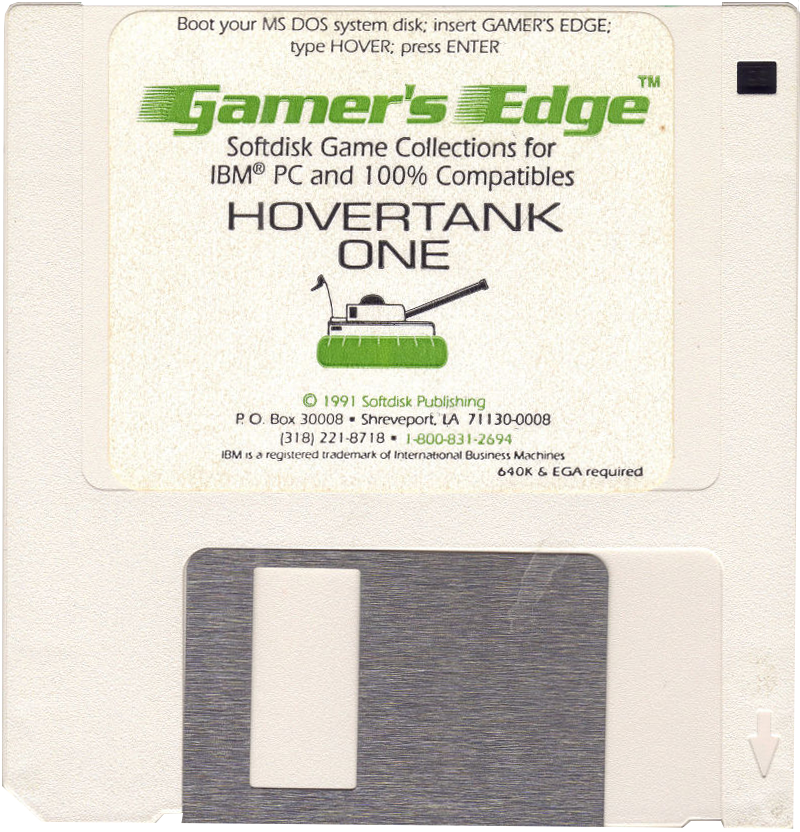 Boot your MS DOS system disk; insert GAMER'S EDGE;
type HOVER; press ENTER
Gamer's Edge™
Softdisk Game Collections for
IBM® PC and 100% Compatibles
HOVERTANK
ONE
© 1991 Softdisk Publishing
P. O. Box 30008 • Shreveport, LA 71130-0008
(318) 221-8718 • 1-800-831-2694
IBM is a registered trademark of International Business Machines
640K & EGA required